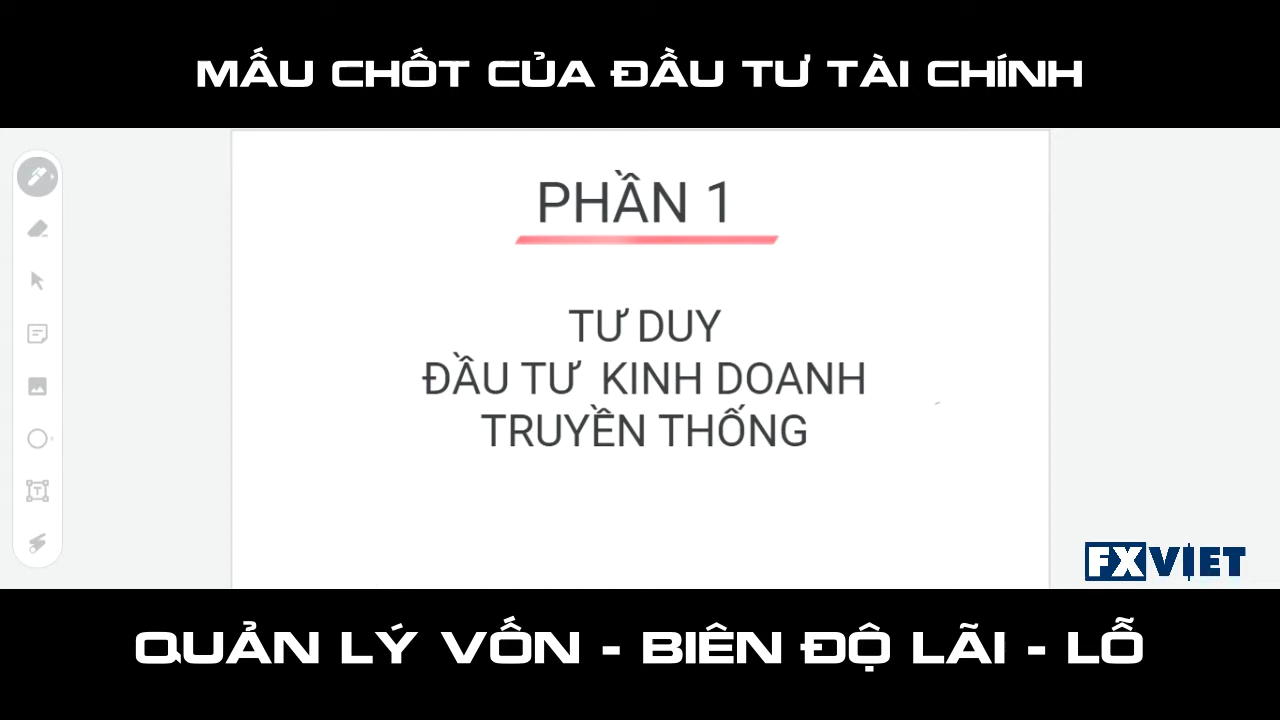 MẤU CHỐT CỦA ĐẦU TƯ TÀI CHÍNH
PHẦN 1
TƯ DUY
ĐẦU TƯ KINH DOANH
TRUYỀN THỐNG
FXVIET
QUẢN LÝ VỐN - BIÊN ĐỘ LÃI - LỖ